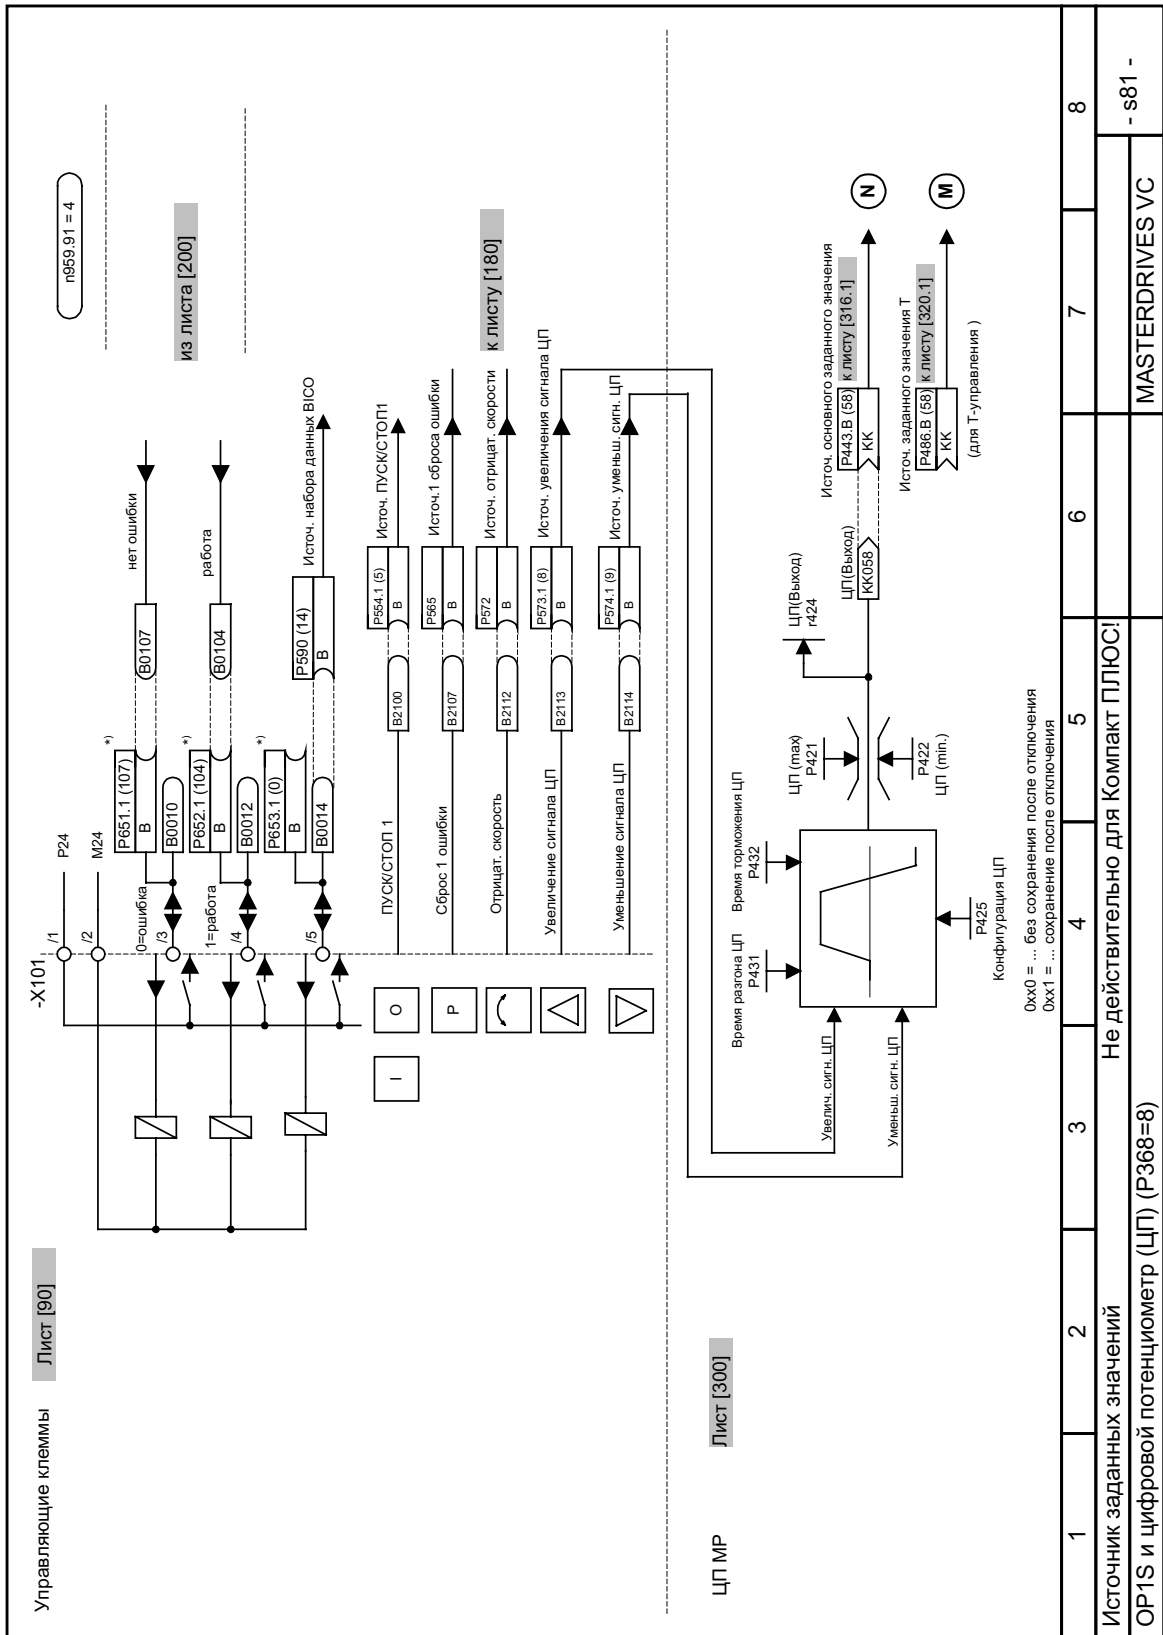 n959.91 = 4
Управляющие клеммы
Лист [90]
-X101
/1
P24
/2
M24
0=ошибка
/3
P651.1 (107)
B
*)
B0010
B0107
нет ошибки
из листа [200]
1=работа
/4
P652.1 (104)
B
*)
B0012
B0104
работа
/5
P653.1 (0)
B
*)
B0014
P590 (14)
B
Источ. набора данных BICO
I
O
ПУСК/СТОП 1
B2100
P554.1 (5)
B
Источ. ПУСК/СТОП1
P
Сброс 1 ошибки
B2107
P565
B
Источ.1 сброса ошибки
Отрицат. скорость
B2112
P572
B
Источ. отрицат. скорости
к листу [180]
Увеличение сигнала ЦП
B2113
P573.1 (8)
B
Источ. увеличения сигнала ЦП
Уменьшение сигнала ЦП
B2114
P574.1 (9)
B
Источ. уменьш. сигн. ЦП
ЦП MP
Лист [300]
Время разгона ЦП
P431
Время торможения ЦП
P432
ЦП (max)
P421
ЦП(Выход)
r424
Увелич. сигн. ЦП
Уменьш. сигн. ЦП
ЦП(Выход)
KK058
Источ. основного заданного значения
P443.B (58)
KK
к листу [316.1]
N
P422
ЦП (min.)
Источ. заданного значения Т
P486.B (58)
KK
к листу [320.1]
M
(для Т-управления )
P425
Конфигурация ЦП
0xx0 = ... без сохранения после отключения
0xx1 = ... сохранение после отключения
1
2
3
4
5
6
7
8
Источник заданных значений
Не действительно для Компакт ПЛЮС!
- s81 -
OP1S и цифровой потенциометр (ЦП) (P368=8)
MASTERDRIVES VC